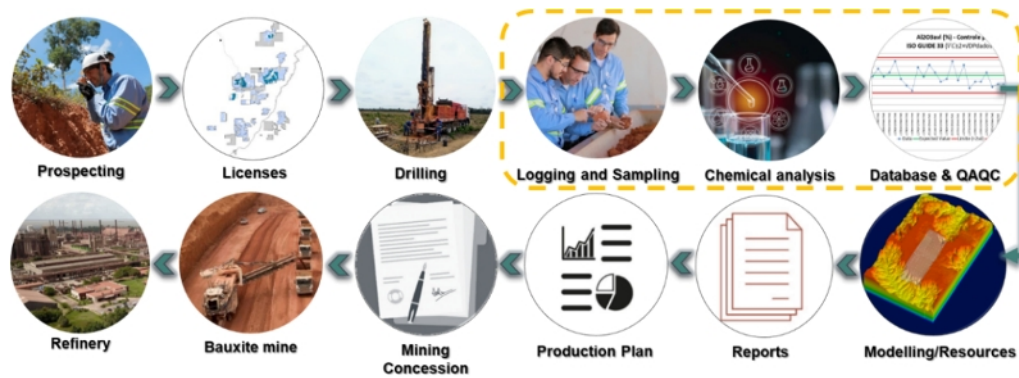 Prospecting
Licenses
Drilling
Logging and Sampling
Chemical analysis
Database & QAQC
Refinery
Bauxite mine
Mining
Concession
Production Plan
Reports
Modelling/Resources